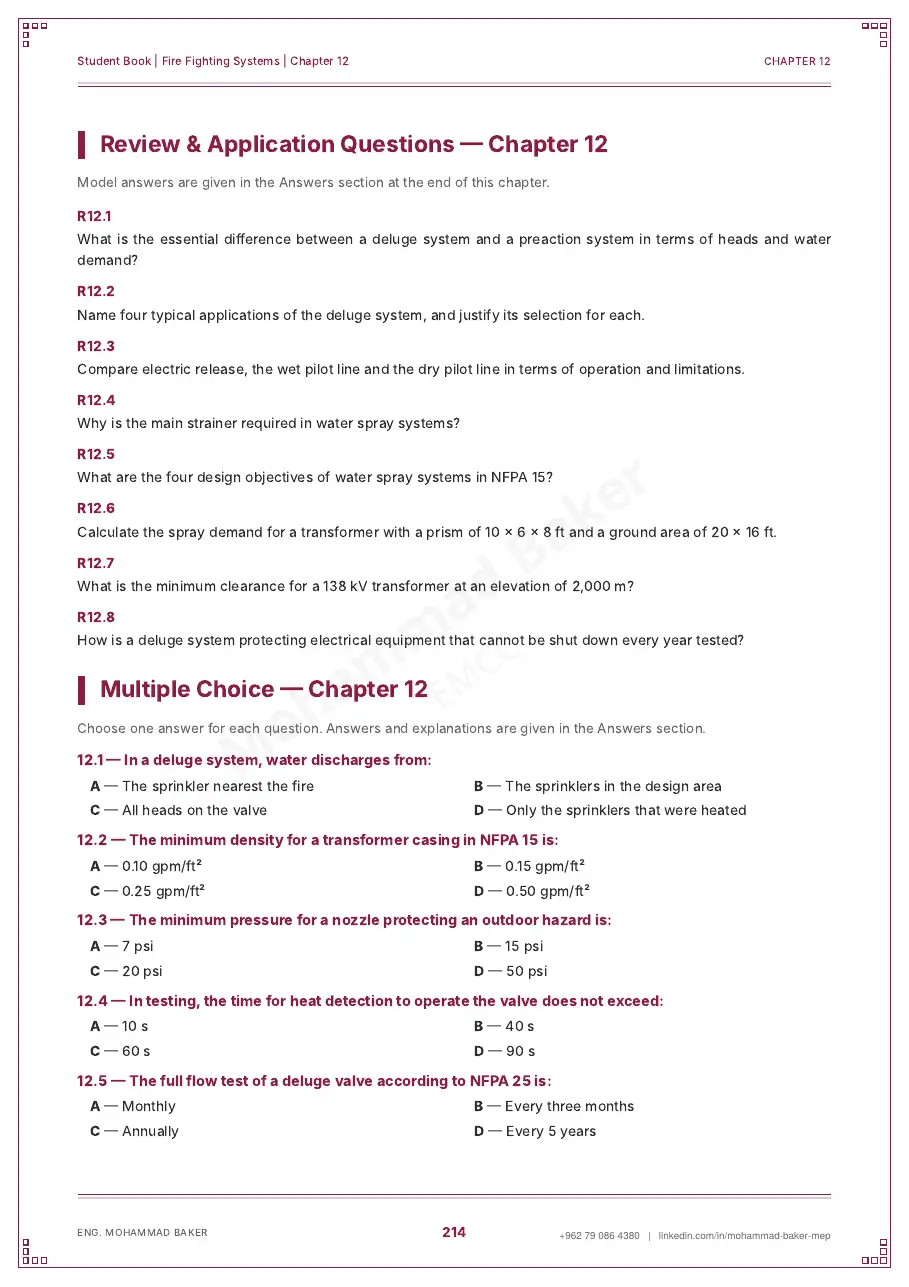 Student Book | Fire Fighting Systems | Chapter 12
CHAPTER 12
Review & Application Questions — Chapter 12
Model answers are given in the Answers section at the end of this chapter.
R12.1
What is the essential difference between a deluge system and a preaction system in terms of heads and water
demand?
R12.2
Name four typical applications of the deluge system, and justify its selection for each.
R12.3
Compare electric release, the wet pilot line and the dry pilot line in terms of operation and limitations.
R12.4
Why is the main strainer required in water spray systems?
R12.5
What are the four design objectives of water spray systems in NFPA 15?
R12.6
Calculate the spray demand for a transformer with a prism of 10 × 6 × 8 ft and a ground area of 20 × 16 ft.
R12.7
What is the minimum clearance for a 138 kV transformer at an elevation of 2,000 m?
R12.8
How is a deluge system protecting electrical equipment that cannot be shut down every year tested?
Multiple Choice — Chapter 12
Choose one answer for each question. Answers and explanations are given in the Answers section.
12.1 — In a deluge system, water discharges from:
A — The sprinkler nearest the fire
B — The sprinklers in the design area
C — All heads on the valve
D — Only the sprinklers that were heated
12.2 — The minimum density for a transformer casing in NFPA 15 is:
A — 0.10 gpm/ft²
B — 0.15 gpm/ft²
C — 0.25 gpm/ft²
D — 0.50 gpm/ft²
12.3 — The minimum pressure for a nozzle protecting an outdoor hazard is:
A — 7 psi
B — 15 psi
C — 20 psi
D — 50 psi
12.4 — In testing, the time for heat detection to operate the valve does not exceed:
A — 10 s
B — 40 s
C — 60 s
D — 90 s
12.5 — The full flow test of a deluge valve according to NFPA 25 is:
A — Monthly
B — Every three months
C — Annually
D — Every 5 years
Mohammad Baker
ENG. MOHAMMAD BAKER
214
+962 79 086 4380 | linkedin.com/in/mohammad-baker-mep